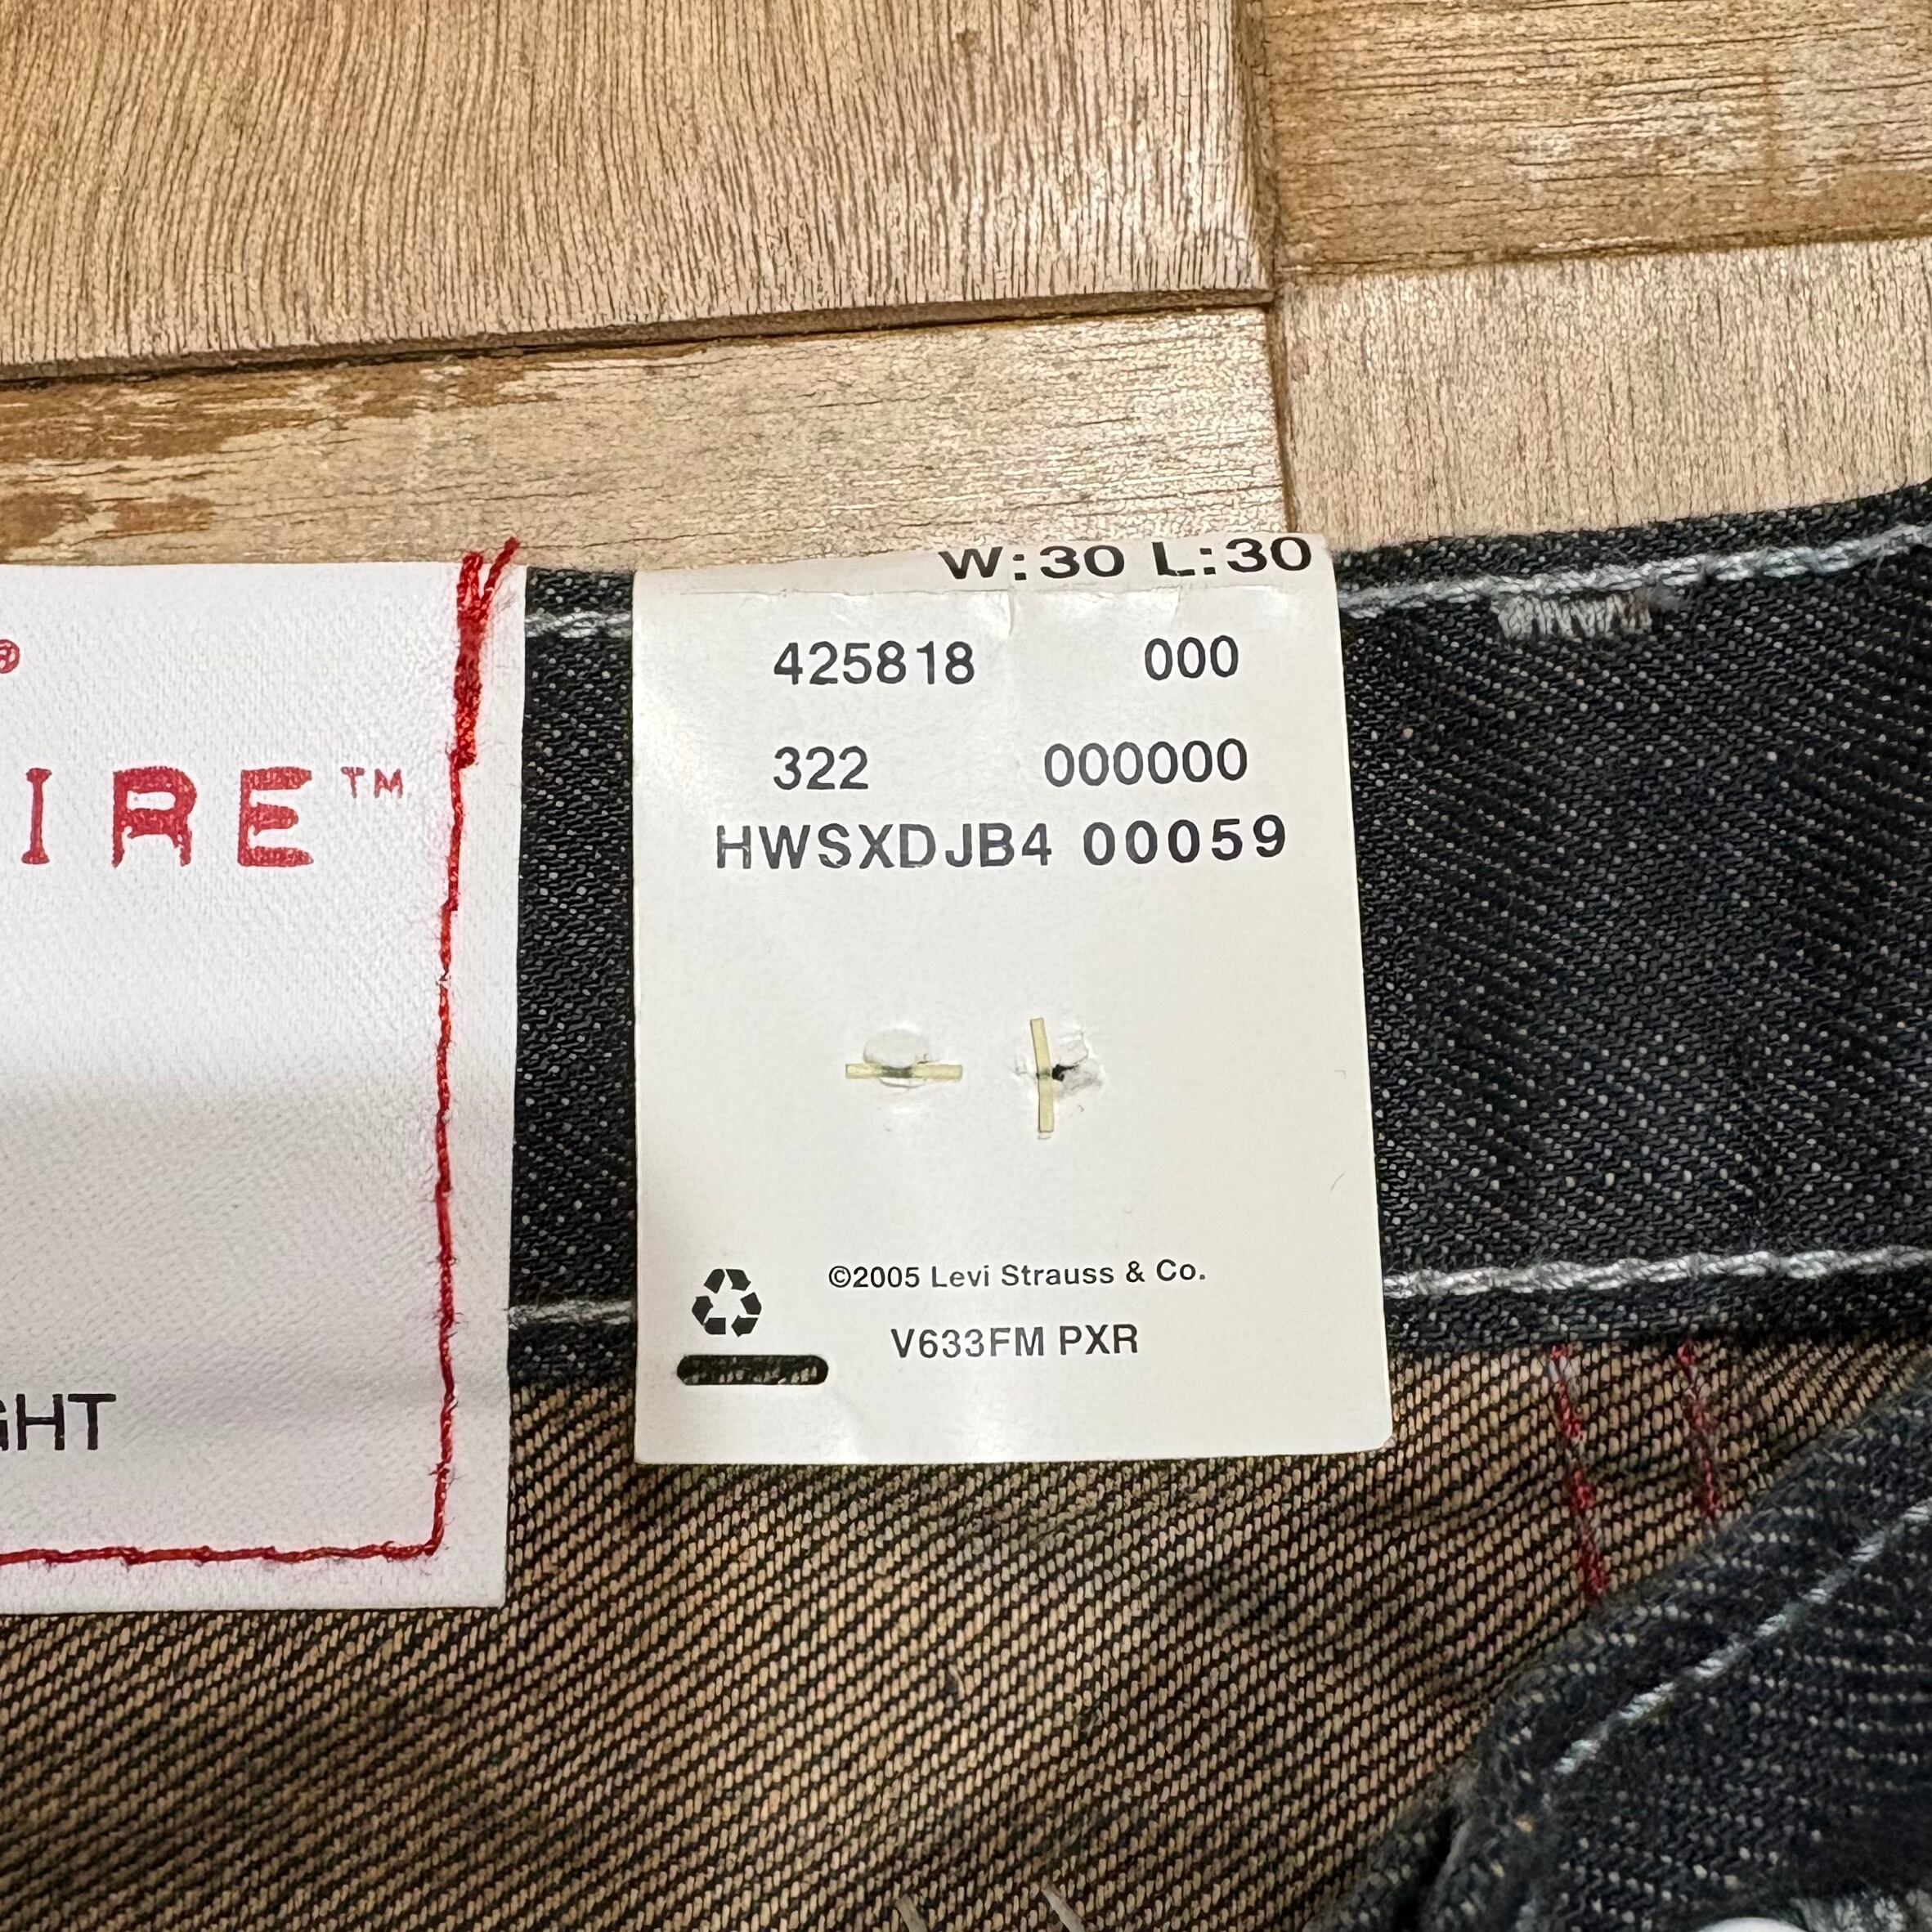 ®
IRE™
GHT
W:30 L:30
425818 000
322 000000
HWSXDJB4 00059
©2005 Levi Strauss & Co.
V633FM PXR